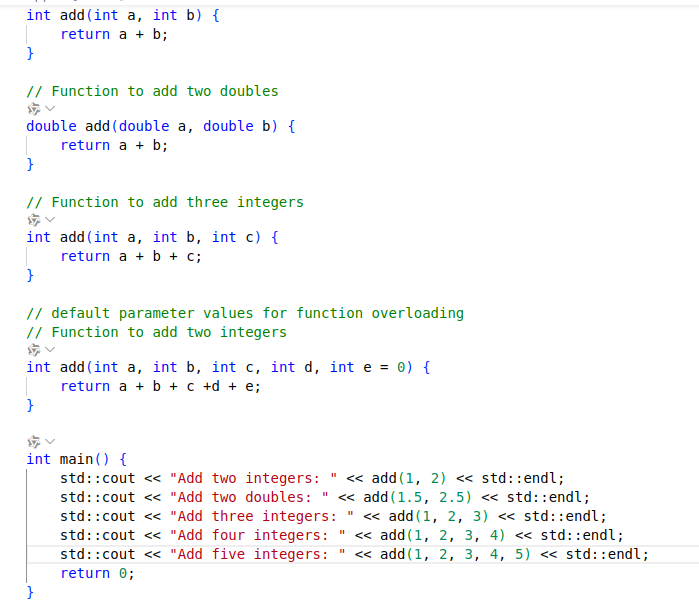 int add(int a, int b) {
    return a + b;
}
// Function to add two doubles
double add(double a, double b) {
    return a + b;
}
// Function to add three integers
int add(int a, int b, int c) {
    return a + b + c;
}
// default parameter values for function overloading
// Function to add two integers
int add(int a, int b, int c, int d, int e = 0) {
    return a + b + c +d + e;
}
int main() {
    std::cout << "Add two integers: " << add(1, 2) << std::endl;
    std::cout << "Add two doubles: " << add(1.5, 2.5) << std::endl;
    std::cout << "Add three integers: " << add(1, 2, 3) << std::endl;
    std::cout << "Add four integers: " << add(1, 2, 3, 4) << std::endl;
    std::cout << "Add five integers: " << add(1, 2, 3, 4, 5) << std::endl;
    return 0;
}